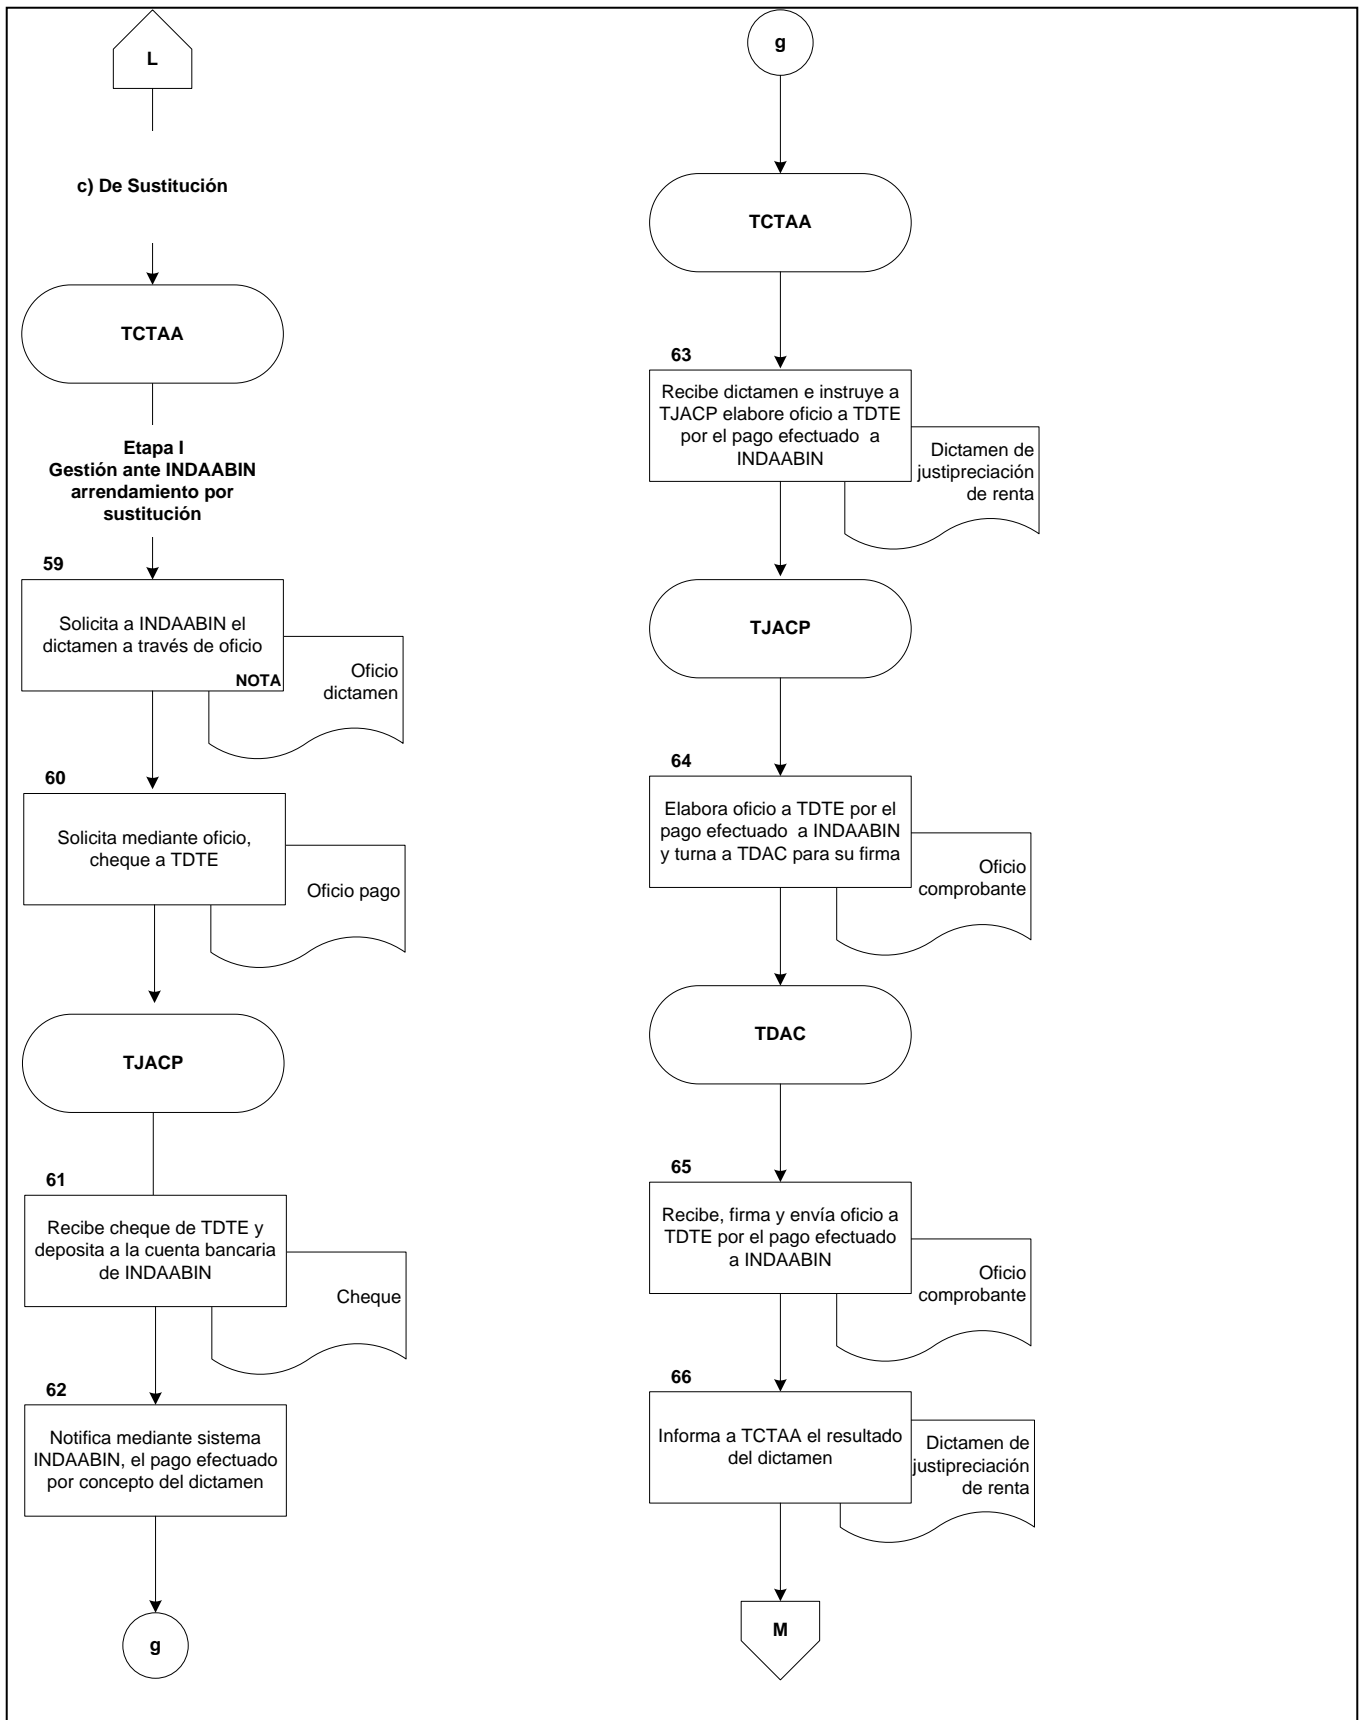 L
c) De Sustitución
TCTAA
Etapa I
Gestión ante INDAABIN
arrendamiento por
sustitución
59
Solicita a INDAABIN el
dictamen a través de oficio
NOTA
Oficio
dictamen
60
Solicita mediante oficio,
cheque a TDTE
Oficio pago
TJACP
61
Recibe cheque de TDTE y
deposita a la cuenta bancaria
de INDAABIN
Cheque
62
Notifica mediante sistema
INDAABIN, el pago efectuado
por concepto del dictamen
g
g
TCTAA
63
Recibe dictamen e instruye a
TJACP elabore oficio a TDTE
por el pago efectuado a
INDAABIN
Dictamen de
justipreciación
de renta
TJACP
64
Elabora oficio a TDTE por el
pago efectuado a INDAABIN
y turna a TDAC para su firma
Oficio
comprobante
TDAC
65
Recibe, firma y envía oficio a
TDTE por el pago efectuado
a INDAABIN
Oficio
comprobante
66
Informa a TCTAA el resultado
del dictamen
Dictamen de
justipreciación
de renta
M